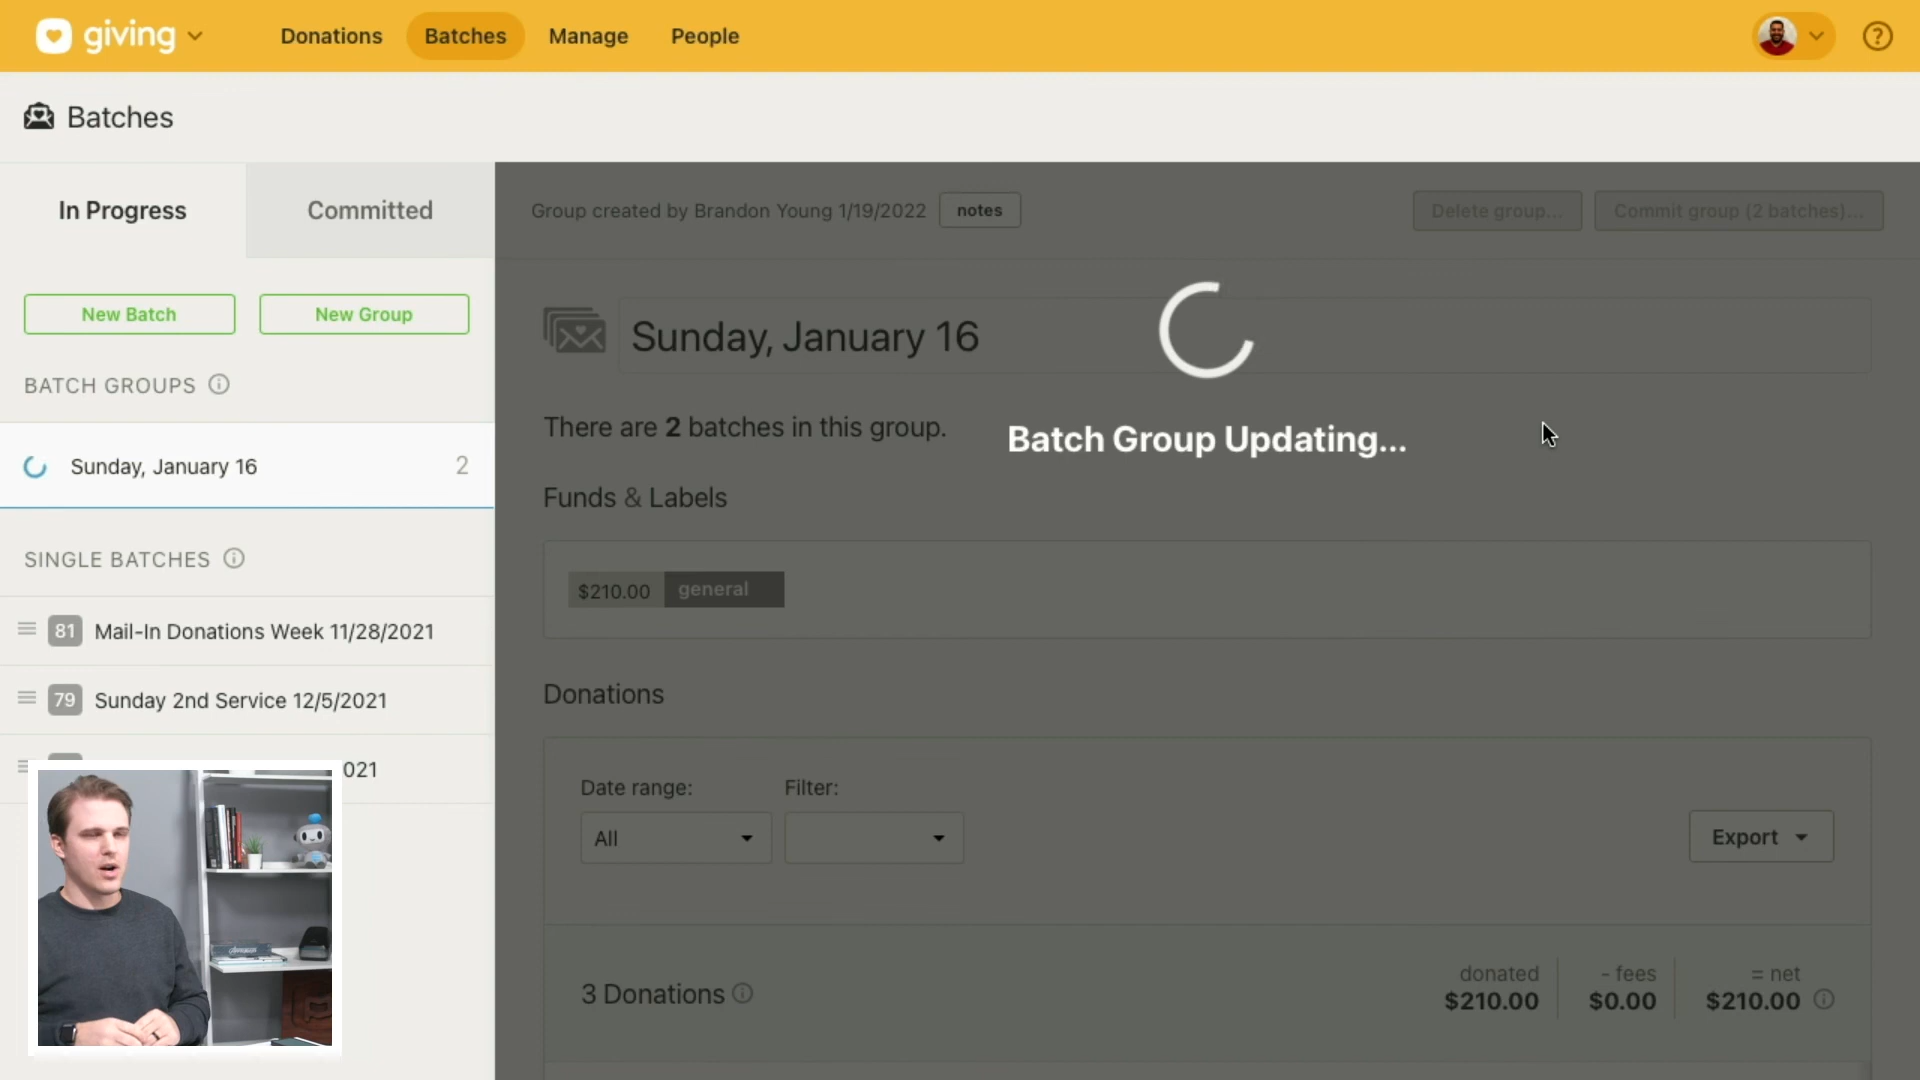 giving
Donations
Batches
Manage
People
Batches
In Progress
Committed
New Batch
New Group
BATCH GROUPS
Sunday, January 16
2
SINGLE BATCHES
81 Mail-In Donations Week 11/28/2021
79 Sunday 2nd Service 12/5/2021
021
Group created by Brandon Young 1/19/2022
notes
Delete group...
Commit group (2 batches)...
Sunday, January 16
There are 2 batches in this group.
Batch Group Updating...
Funds & Labels
$210.00 general
Donations
Date range:
Filter:
All
Export
3 Donations
donated
- fees
= net
$210.00
$0.00
$210.00